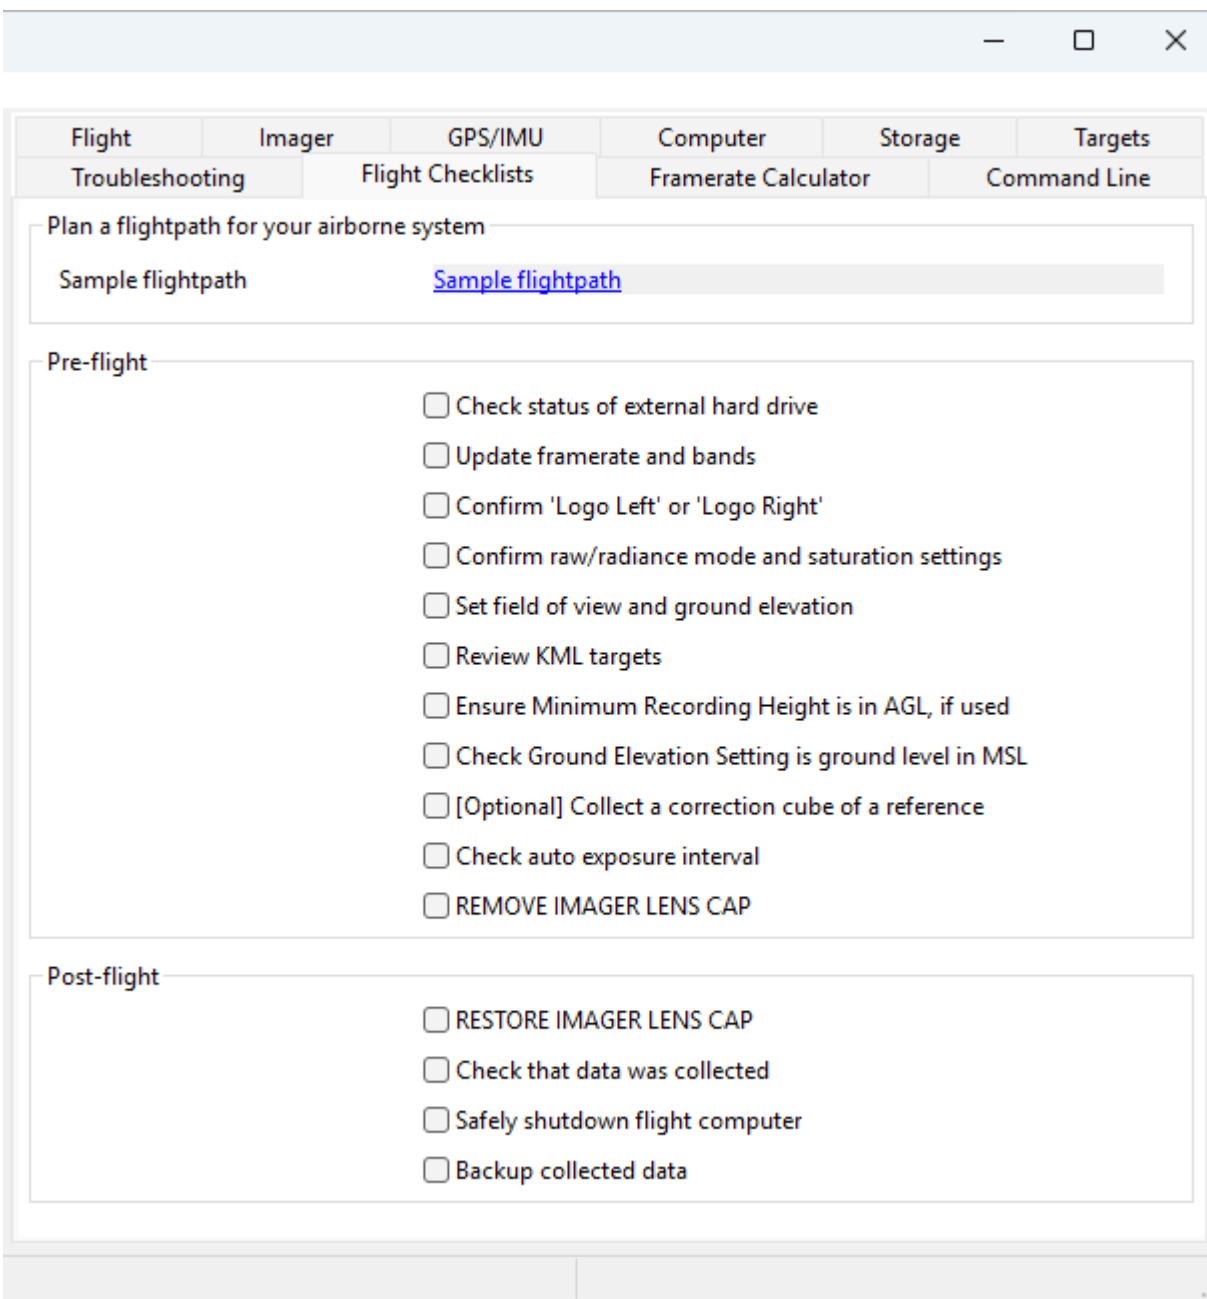 Flight Imager GPS/IMU Computer Storage Targets
Troubleshooting Flight Checklists Framerate Calculator Command Line
Plan a flightpath for your airborne system
Sample flightpath Sample flightpath
Pre-flight
Check status of external hard drive
Update framerate and bands
Confirm 'Logo Left' or 'Logo Right'
Confirm raw/radiance mode and saturation settings
Set field of view and ground elevation
Review KML targets
Ensure Minimum Recording Height is in AGL, if used
Check Ground Elevation Setting is ground level in MSL
[Optional] Collect a correction cube of a reference
Check auto exposure interval
REMOVE IMAGER LENS CAP
Post-flight
RESTORE IMAGER LENS CAP
Check that data was collected
Safely shutdown flight computer
Backup collected data